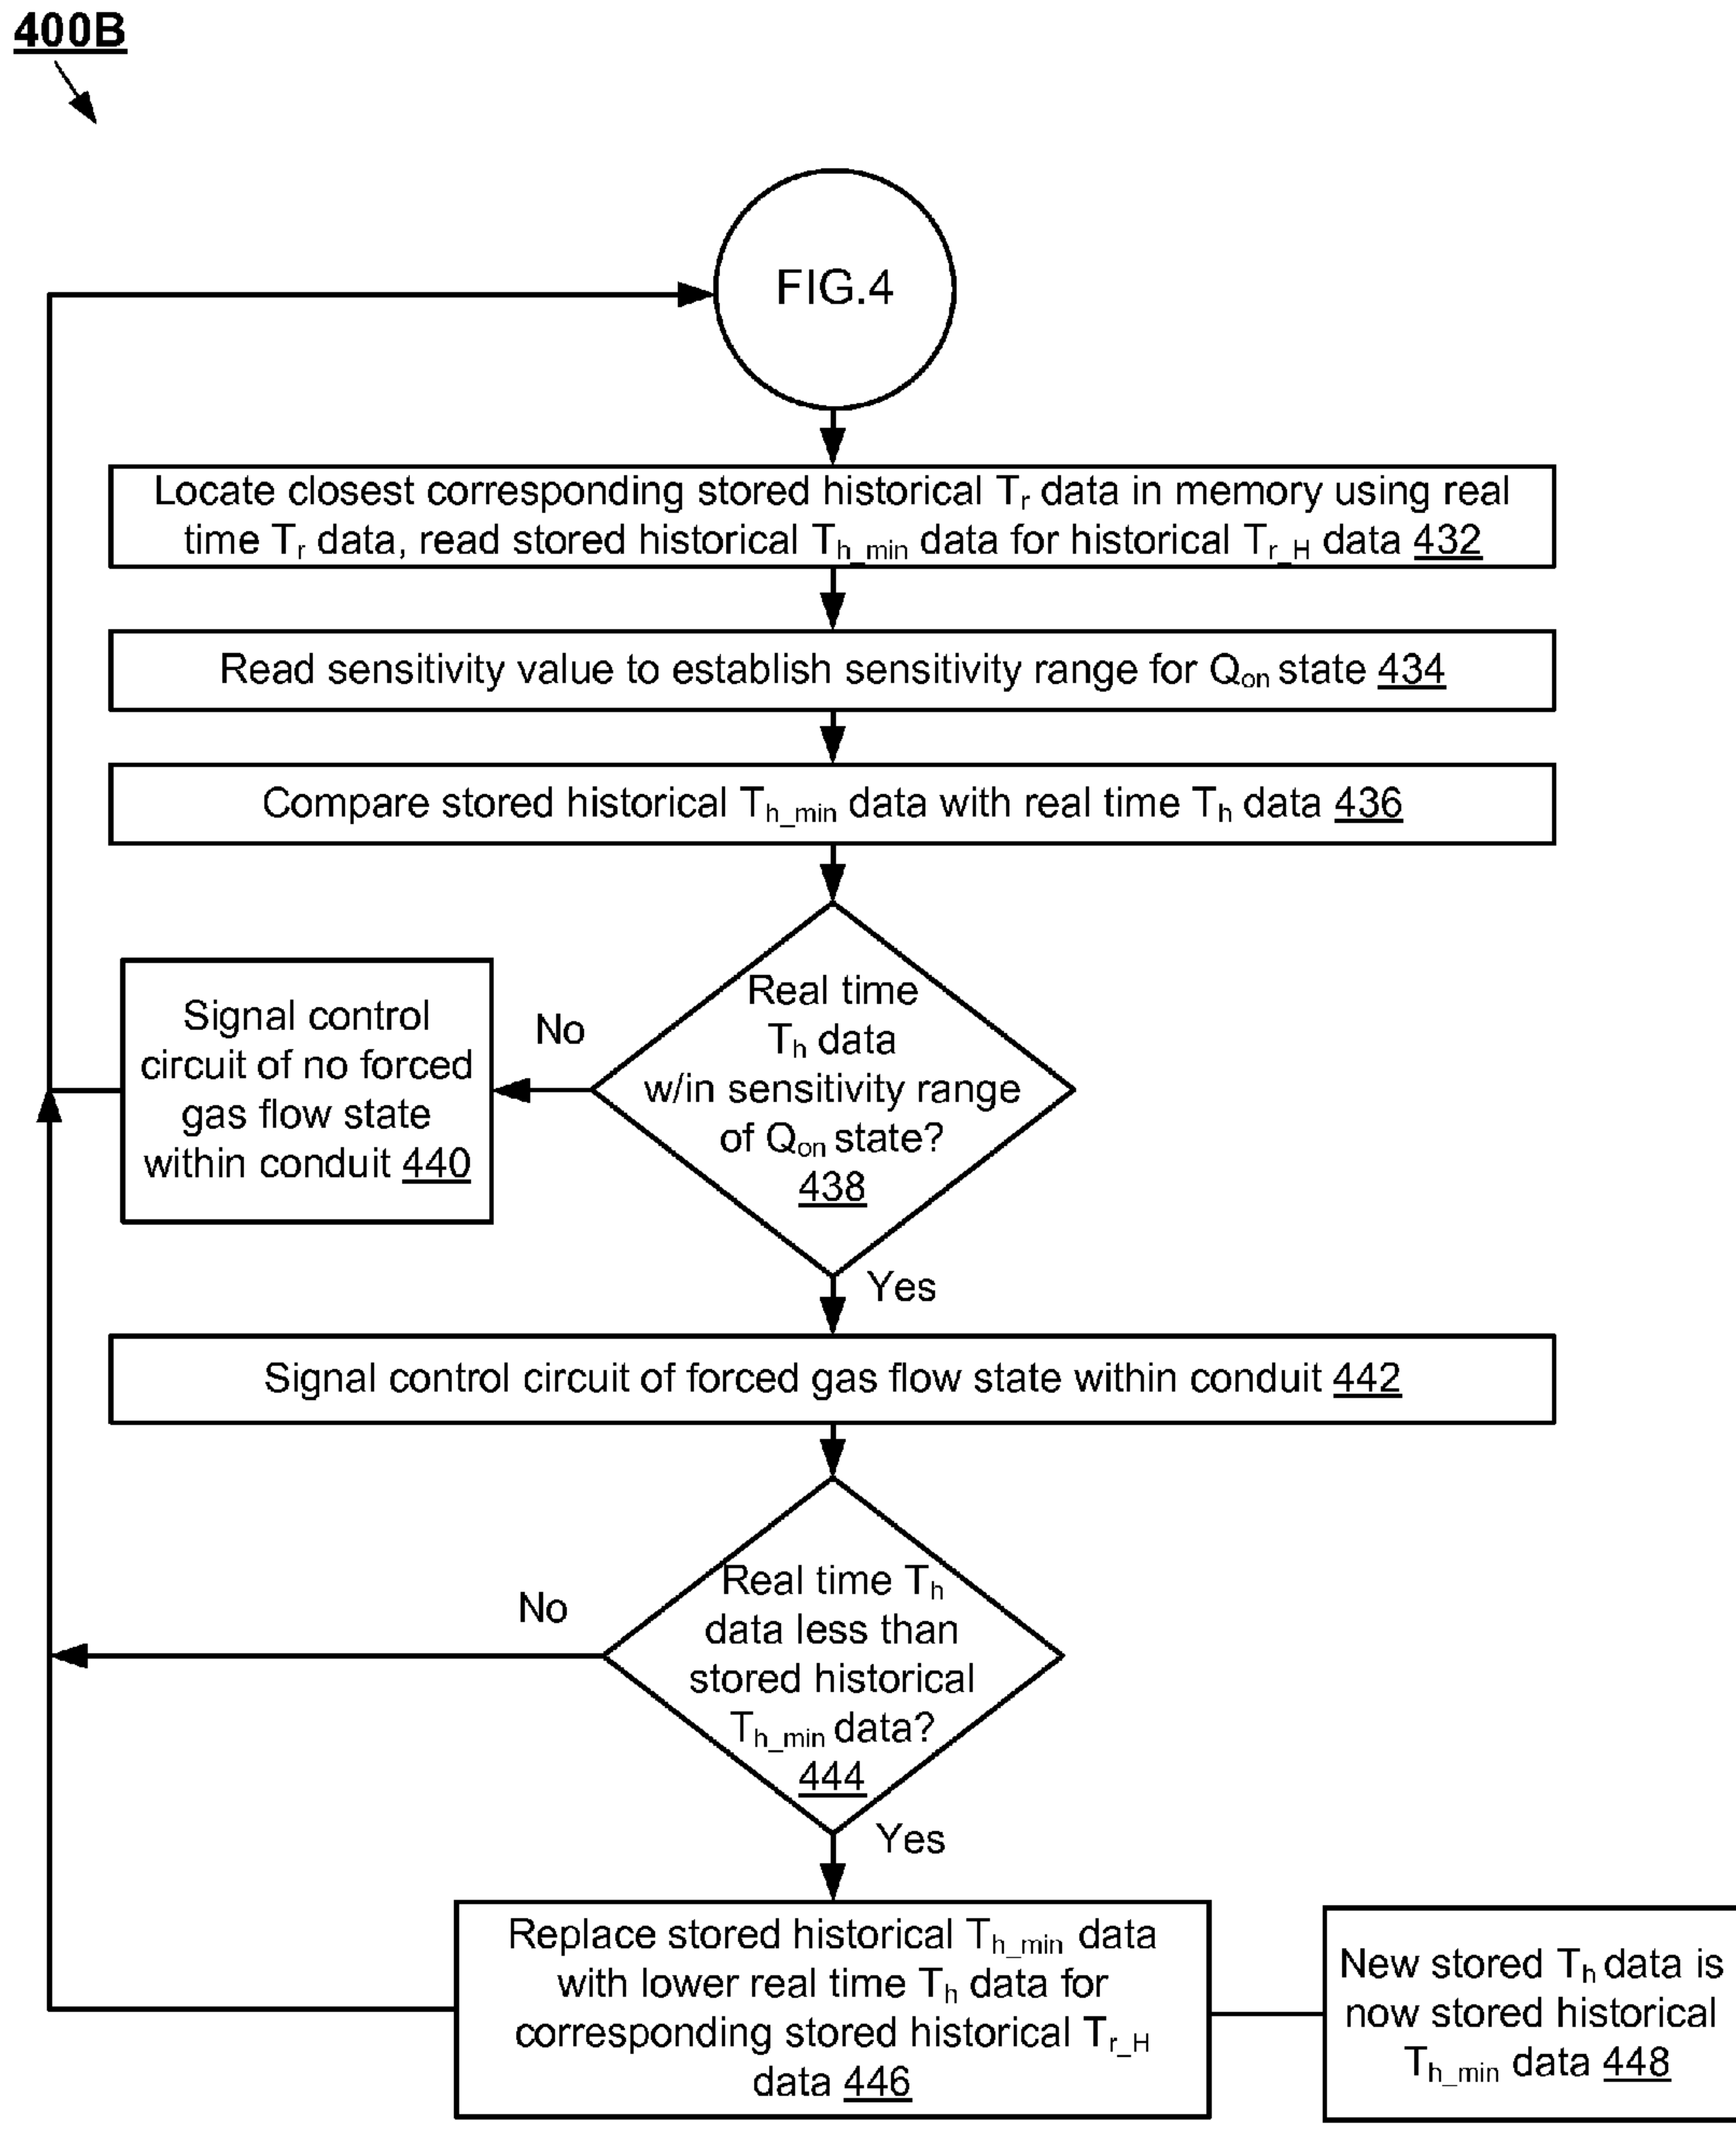 400B
FIG.4
Locate closest corresponding stored historical Tr data in memory using real
time Tr data, read stored historical Th_min data for historical Tr_H data 432
Read sensitivity value to establish sensitivity range for Qon state 434
Compare stored historical Th_min data with real time Th data 436
Real time
Th data
w/in sensitivity range
of Qon state?
438
No
Signal control
circuit of no forced
gas flow state
within conduit 440
Yes
Signal control circuit of forced gas flow state within conduit 442
Real time Th
data less than
stored historical
Th_min data?
444
No
Yes
Replace stored historical Th_min data
with lower real time Th data for
corresponding stored historical Tr_H
data 446
New stored Th data is
now stored historical
Th_min data 448